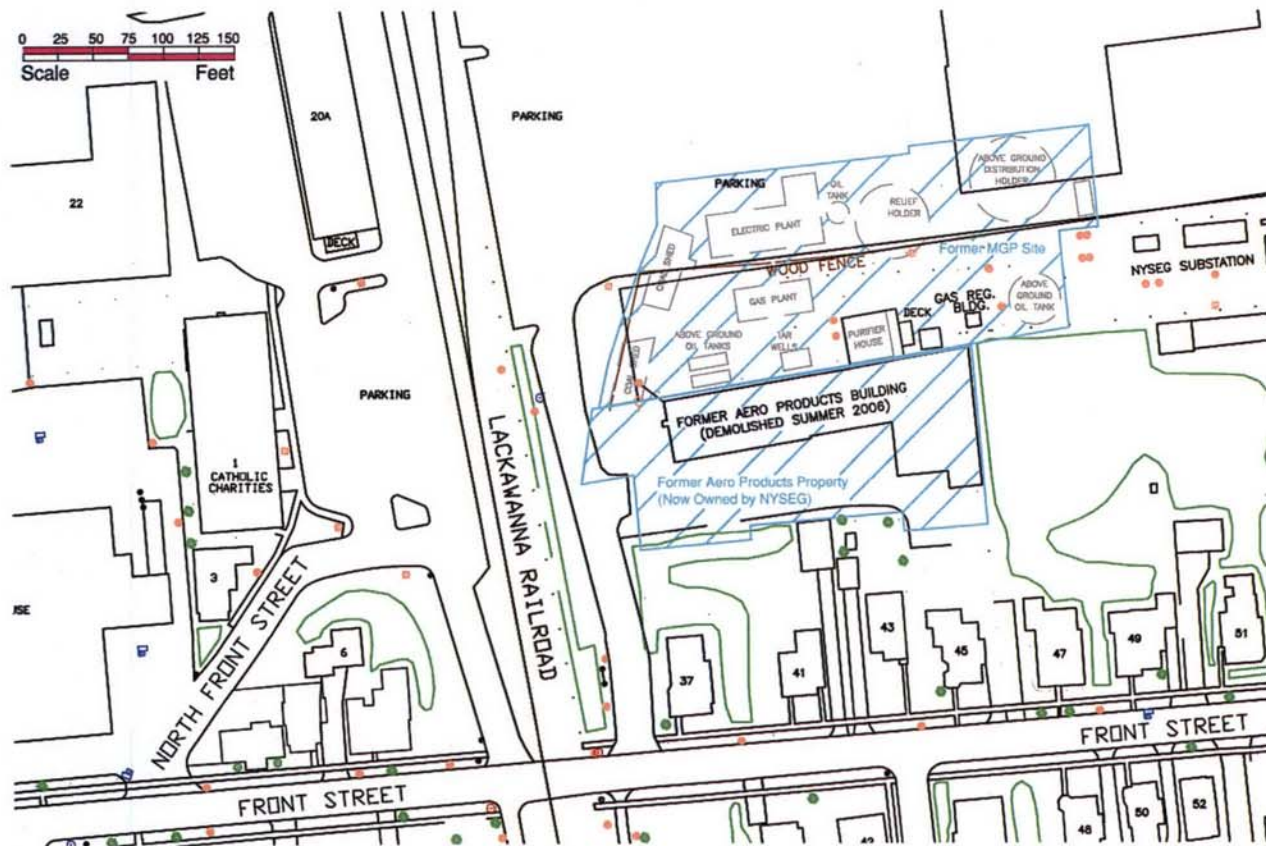 0 25 50 75 100 125 150
Scale Feet
20A
PARKING
22
DECK
PARKING
OIL
TANK
ABOVE GROUND
DISTRIBUTION
HOLDER
RELIEF
HOLDER
ELECTRIC PLANT
COAL SHED
WOOD FENCE
Former MGP Site
NYSEG SUBSTATION
GAS PLANT
ABOVE
GROUND
OIL TANK
GAS REG.
BLDG.
DECK
PURIFIER
HOUSE
ABOVE GROUND
OIL TANKS
TAR
WELLS
COAL SHED
PARKING
FORMER AERO PRODUCTS BUILDING
(DEMOLISHED SUMMER 2006)
LACKAWANNA RAILROAD
1
CATHOLIC
CHARITIES
Former Aero Products Property
(Now Owned by NYSEG)
3
NORTH FRONT STREET
6
37
41
43
45
47
49
51
FRONT STREET
FRONT STREET
48
50
52